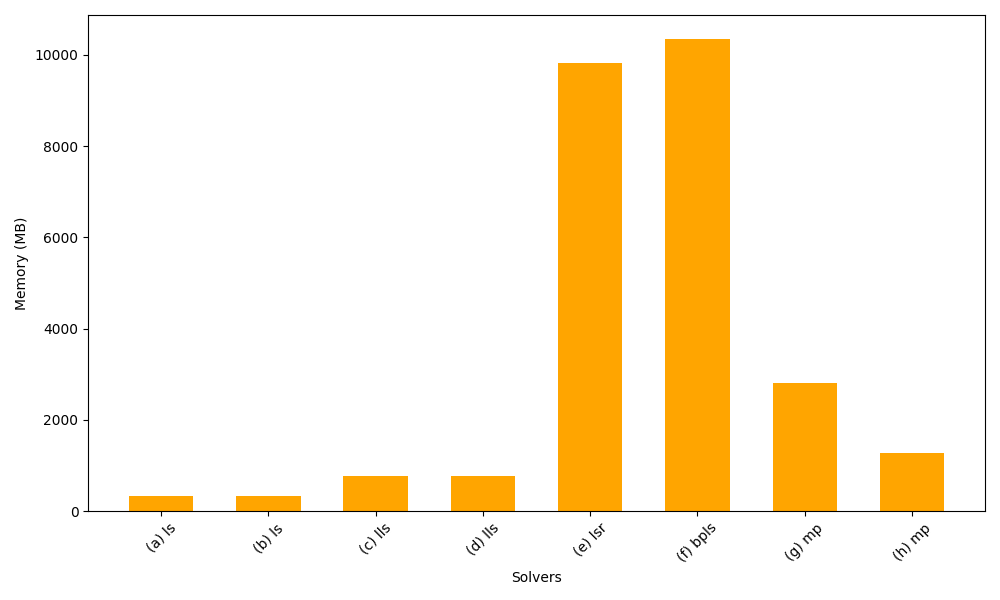 Memory (MB)
10000
8000
6000
4000
2000
0
(a) ls
(b) ls
(c) lls
(d) lls
(e) lsr
(f) bpls
(g) mp
(h) mp
Solvers